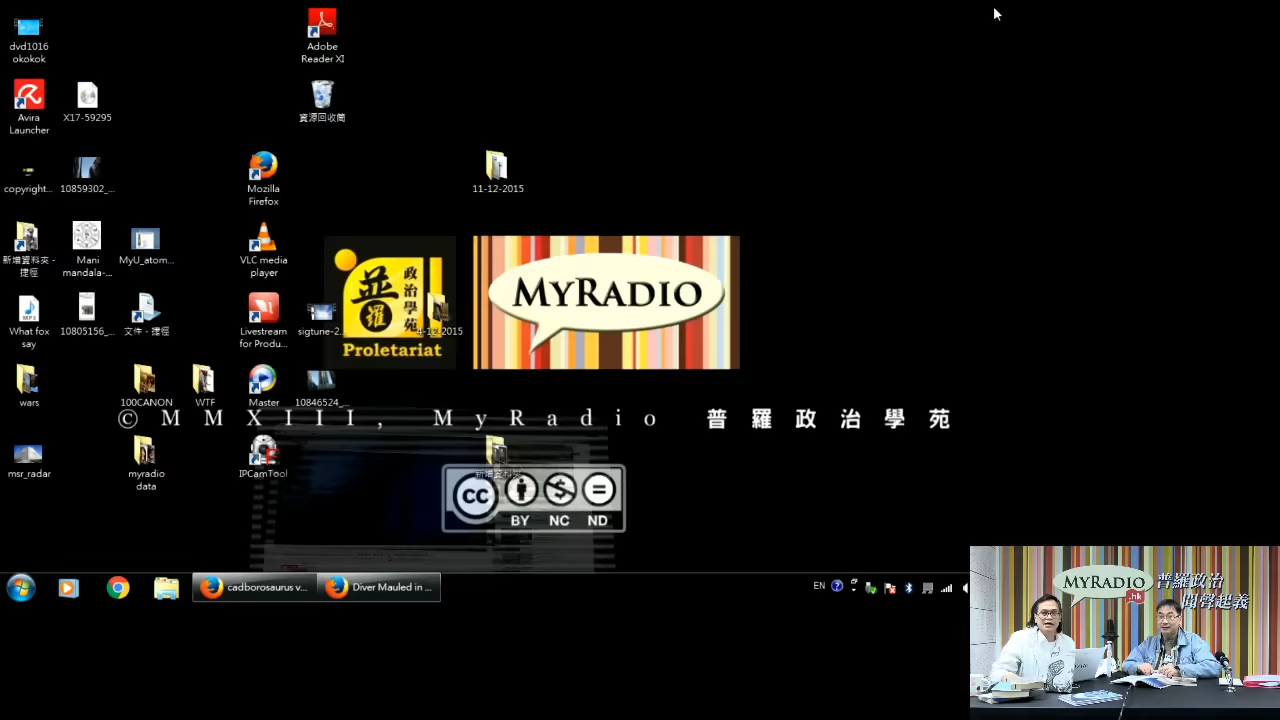 dvd1016
okokok
Adobe
Reader XI
Avira
Launcher
X17-59295
資源回收筒
copyright...
10859302_...
Mozilla
Firefox
11-12-2015
新增資料夾 -
捷徑
Mani
mandala-...
MyU_atom...
VLC media
player
政治學苑
普羅
Proletariat
MYRADIO
What fox
say
10805156_...
文件 - 捷徑
Livestream
for Produ...
sigtune-2...
4-12-2015
wars
100CANON
WTF
Master
10846524_...
© M M X I I I , M y R a d i o 普 羅 政 治 學 苑
msr_radar
myradio
data
IPCamTool
新增資料夾
CC
BY NC ND
cadborosaurus v...
Diver Mauled in ...
EN
MYRADIO
.hk
普羅政治
聞聲起義